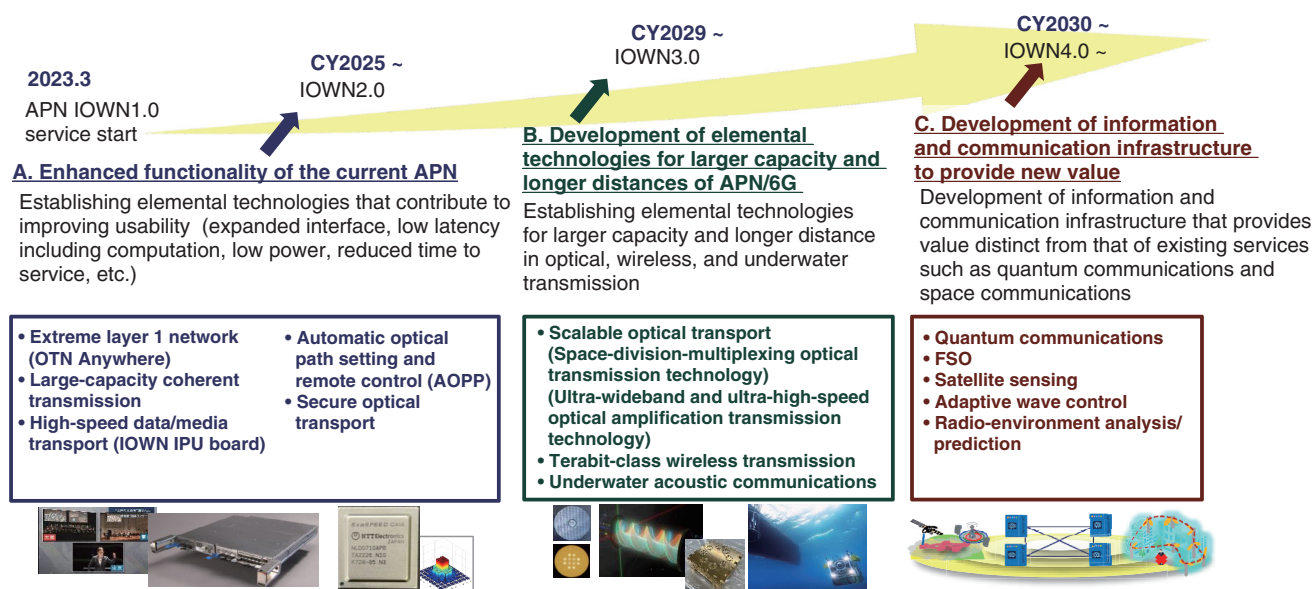 2023.3
APN IOWN1.0
service start
CY2025 ~
IOWN2.0
CY2029 ~
IOWN3.0
CY2030 ~
IOWN4.0 ~
A. Enhanced functionality of the current APN
Establishing elemental technologies that contribute to
improving usability (expanded interface, low latency
including computation, low power, reduced time to
service, etc.)
• Extreme layer 1 network
(OTN Anywhere)
• Large-capacity coherent
transmission
• High-speed data/media
transport (IOWN IPU board)
• Automatic optical
path setting and
remote control (AOPP)
• Secure optical
transport
B. Development of elemental
technologies for larger capacity and
longer distances of APN/6G
Establishing elemental technologies
for larger capacity and longer distance
in optical, wireless, and underwater
transmission
• Scalable optical transport
(Space-division-multiplexing optical
transmission technology)
(Ultra-wideband and ultra-high-speed
optical amplification transmission
technology)
• Terabit-class wireless transmission
• Underwater acoustic communications
C. Development of information
and communication infrastructure
to provide new value
Development of information and
communication infrastructure that provides
value distinct from that of existing services
such as quantum communications and
space communications
• Quantum communications
• FSO
• Satellite sensing
• Adaptive wave control
• Radio-environment analysis/
prediction
ExaSPEED GAIA
NTTElectronics
JAPAN